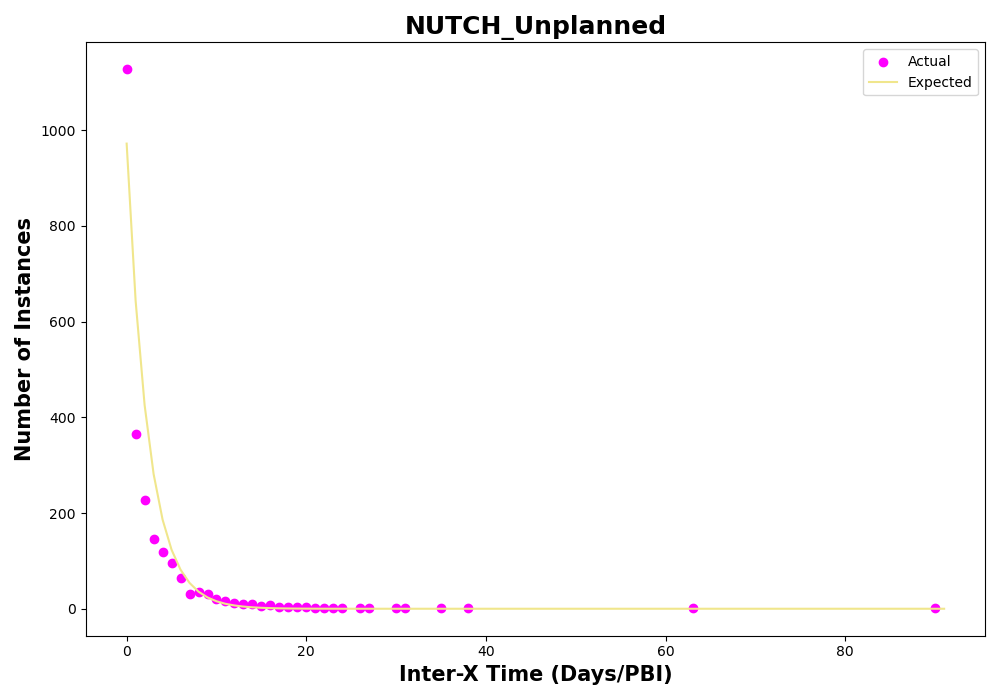 NUTCH_Unplanned
Actual
Expected
1000
800
600
400
200
0
Number of Instances
0 20 40 60 80
Inter-X Time (Days/PBI)